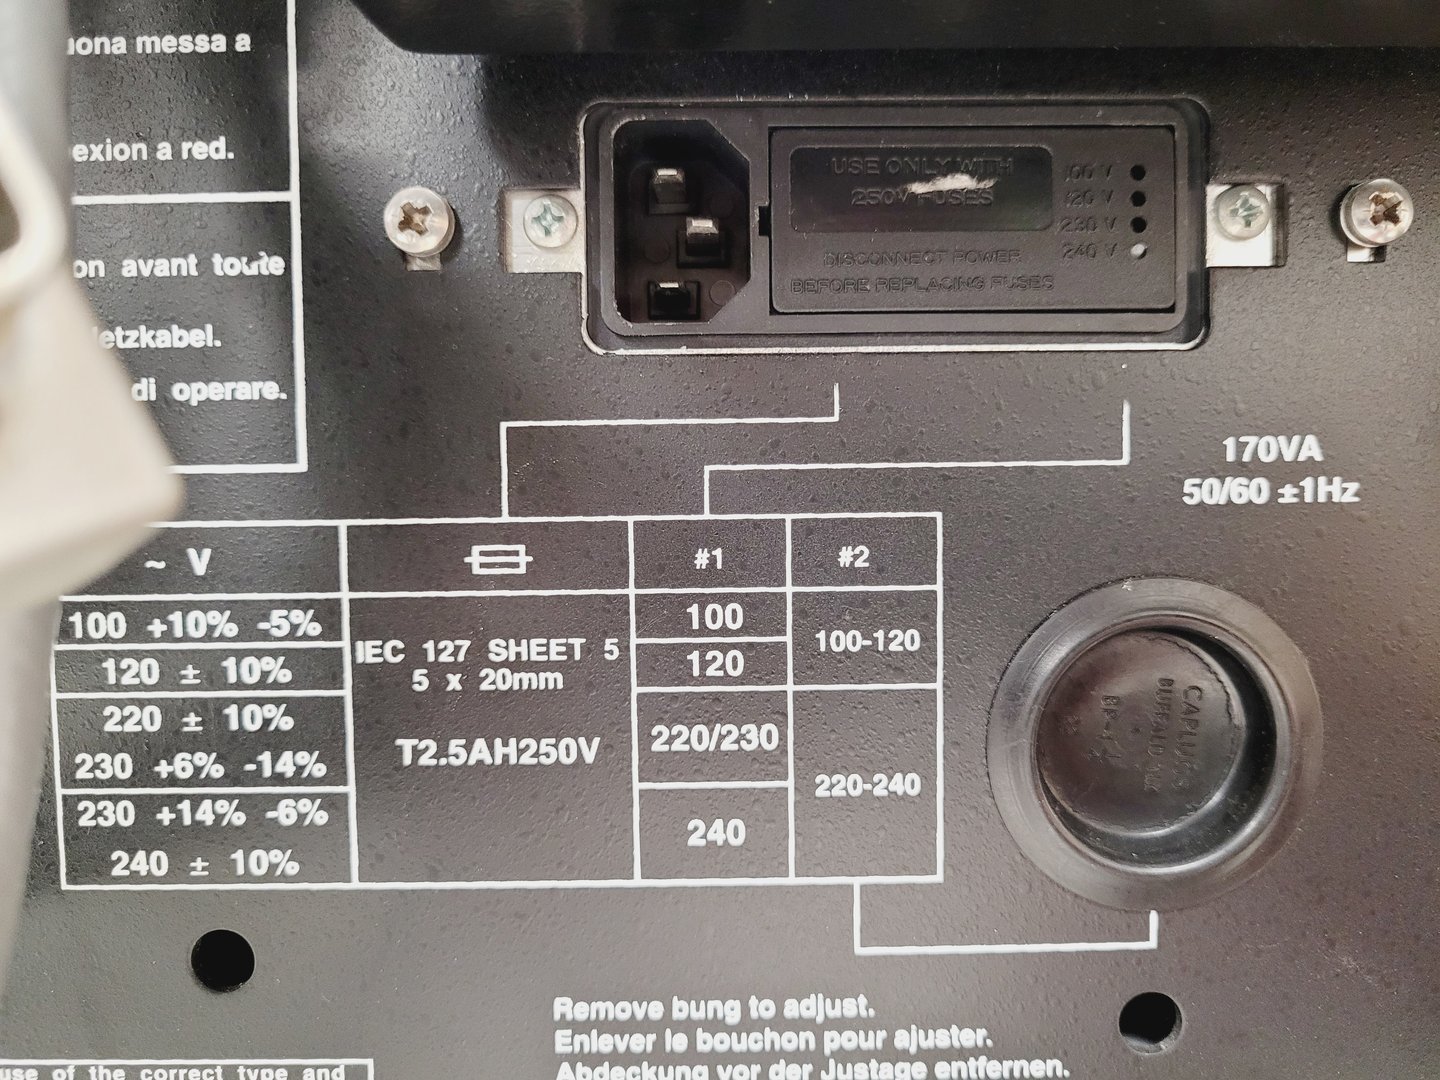 uona messa a
exion a red.
on avant toute
etzkabel.
di operare.
USE ONLY WITH
250V FUSES
DISCONNECT POWER
BEFORE REPLACING FUSES
100 V
120 V
230 V
240 V
170VA
50/60 ±1Hz
~ V
#1
#2
100 +10% -5%
120 ± 10%
220 ± 10%
230 +6% -14%
230 +14% -6%
240 ± 10%
IEC 127 SHEET 5
5 x 20mm
T2.5AH250V
100
120
220/230
240
100-120
220-240
CAPLUGS
BUFFALO
Remove bung to adjust.
Enlever le bouchon pour ajuster.
Abdeckung vor der Justage entfernen.
use of the correct type and